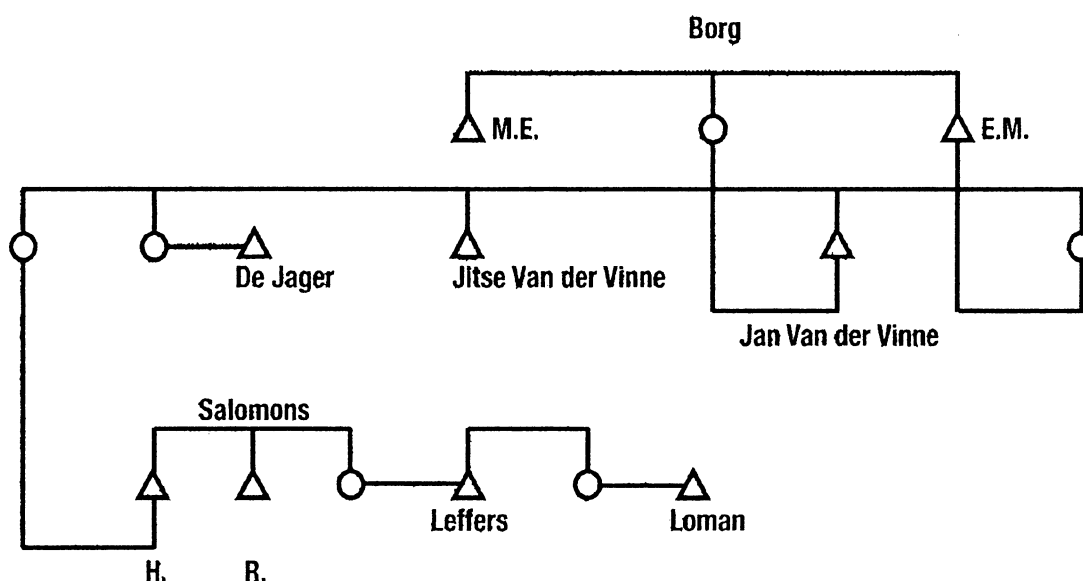 Borg
M.E.
E.M.
De Jager
Jitse Van der Vinne
Jan Van der Vinne
Salomons
Leffers
Loman
H.
B.